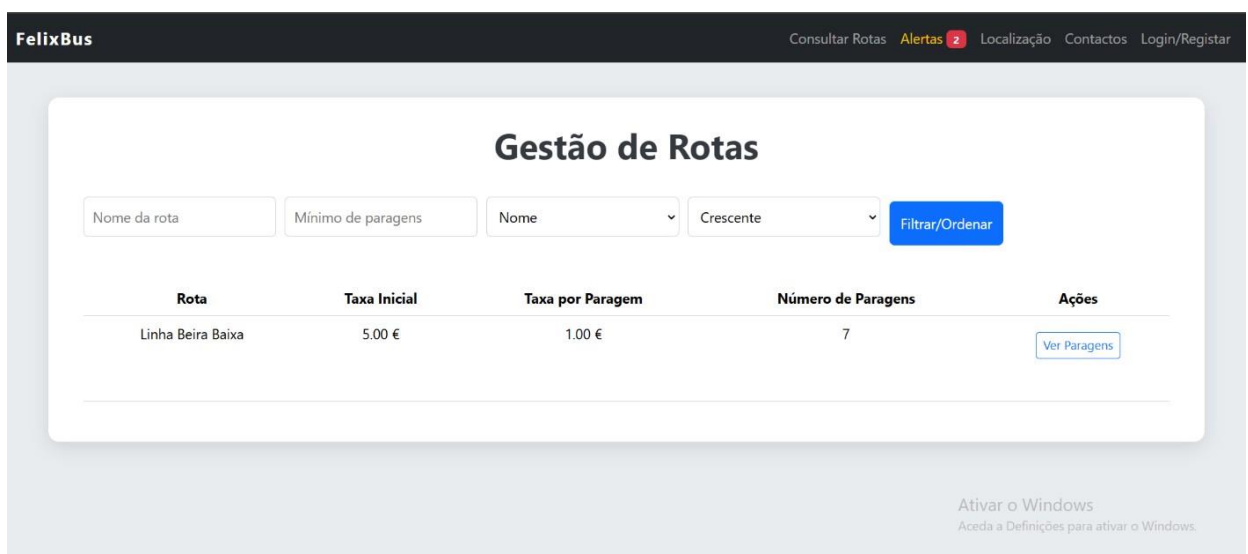 FelixBus Consultar Rotas Alertas 2 Localização Contactos Login/Registar
Gestão de Rotas
Nome da rota Mínimo de paragens Nome Crescente Filtrar/Ordenar
Rota Taxa Inicial Taxa por Paragem Número de Paragens Ações
Linha Beira Baixa 5.00 € 1.00 € 7 Ver Paragens
Ativar o Windows
Aceda a Definições para ativar o Windows.